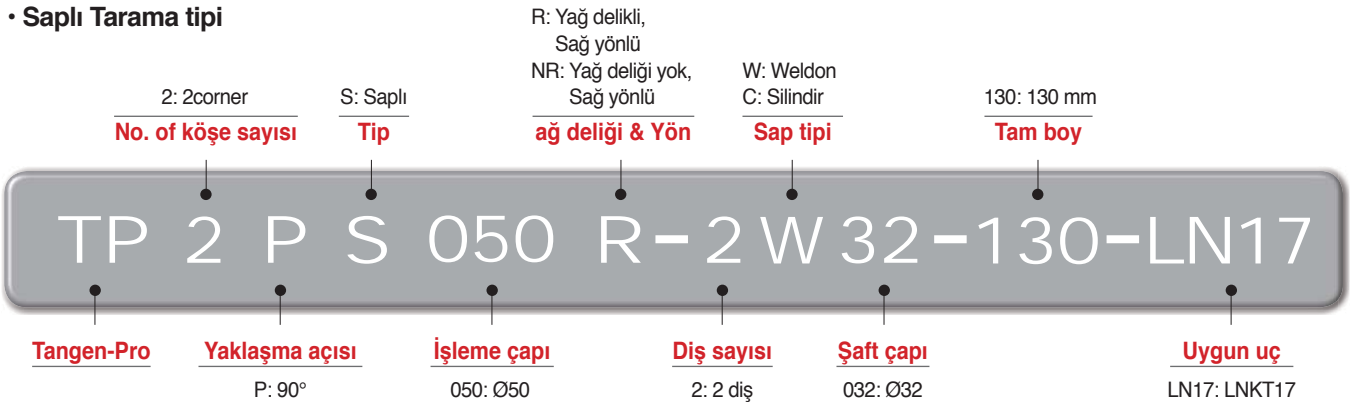 • Saplı Tarama tipi
2: 2corner
No. of köşe sayısı
S: Saplı
Tip
R: Yağ delikli,
Sağ yönlü
NR: Yağ deliği yok,
Sağ yönlü
ağ deliği & Yön
W: Weldon
C: Silindir
Sap tipi
130: 130 mm
Tam boy
TP 2 P S 050 R-2W32-130-LN17
Tangen-Pro
Yaklaşma açısı
P: 90°
İşleme çapı
050: Ø50
Diş sayısı
2: 2 diş
Şaft çapı
032: Ø32
Uygun uç
LN17: LNKT17